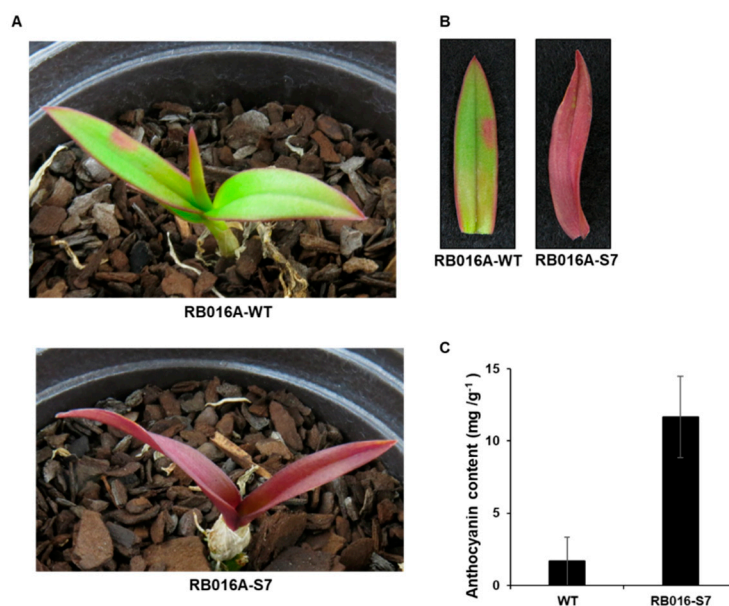 A
RB016A-WT
RB016A-S7
B
RB016A-WT
RB016A-S7
C
Anthocyanin content (mg /g⁻¹ )
15
10
5
0
WT
RB016-S7